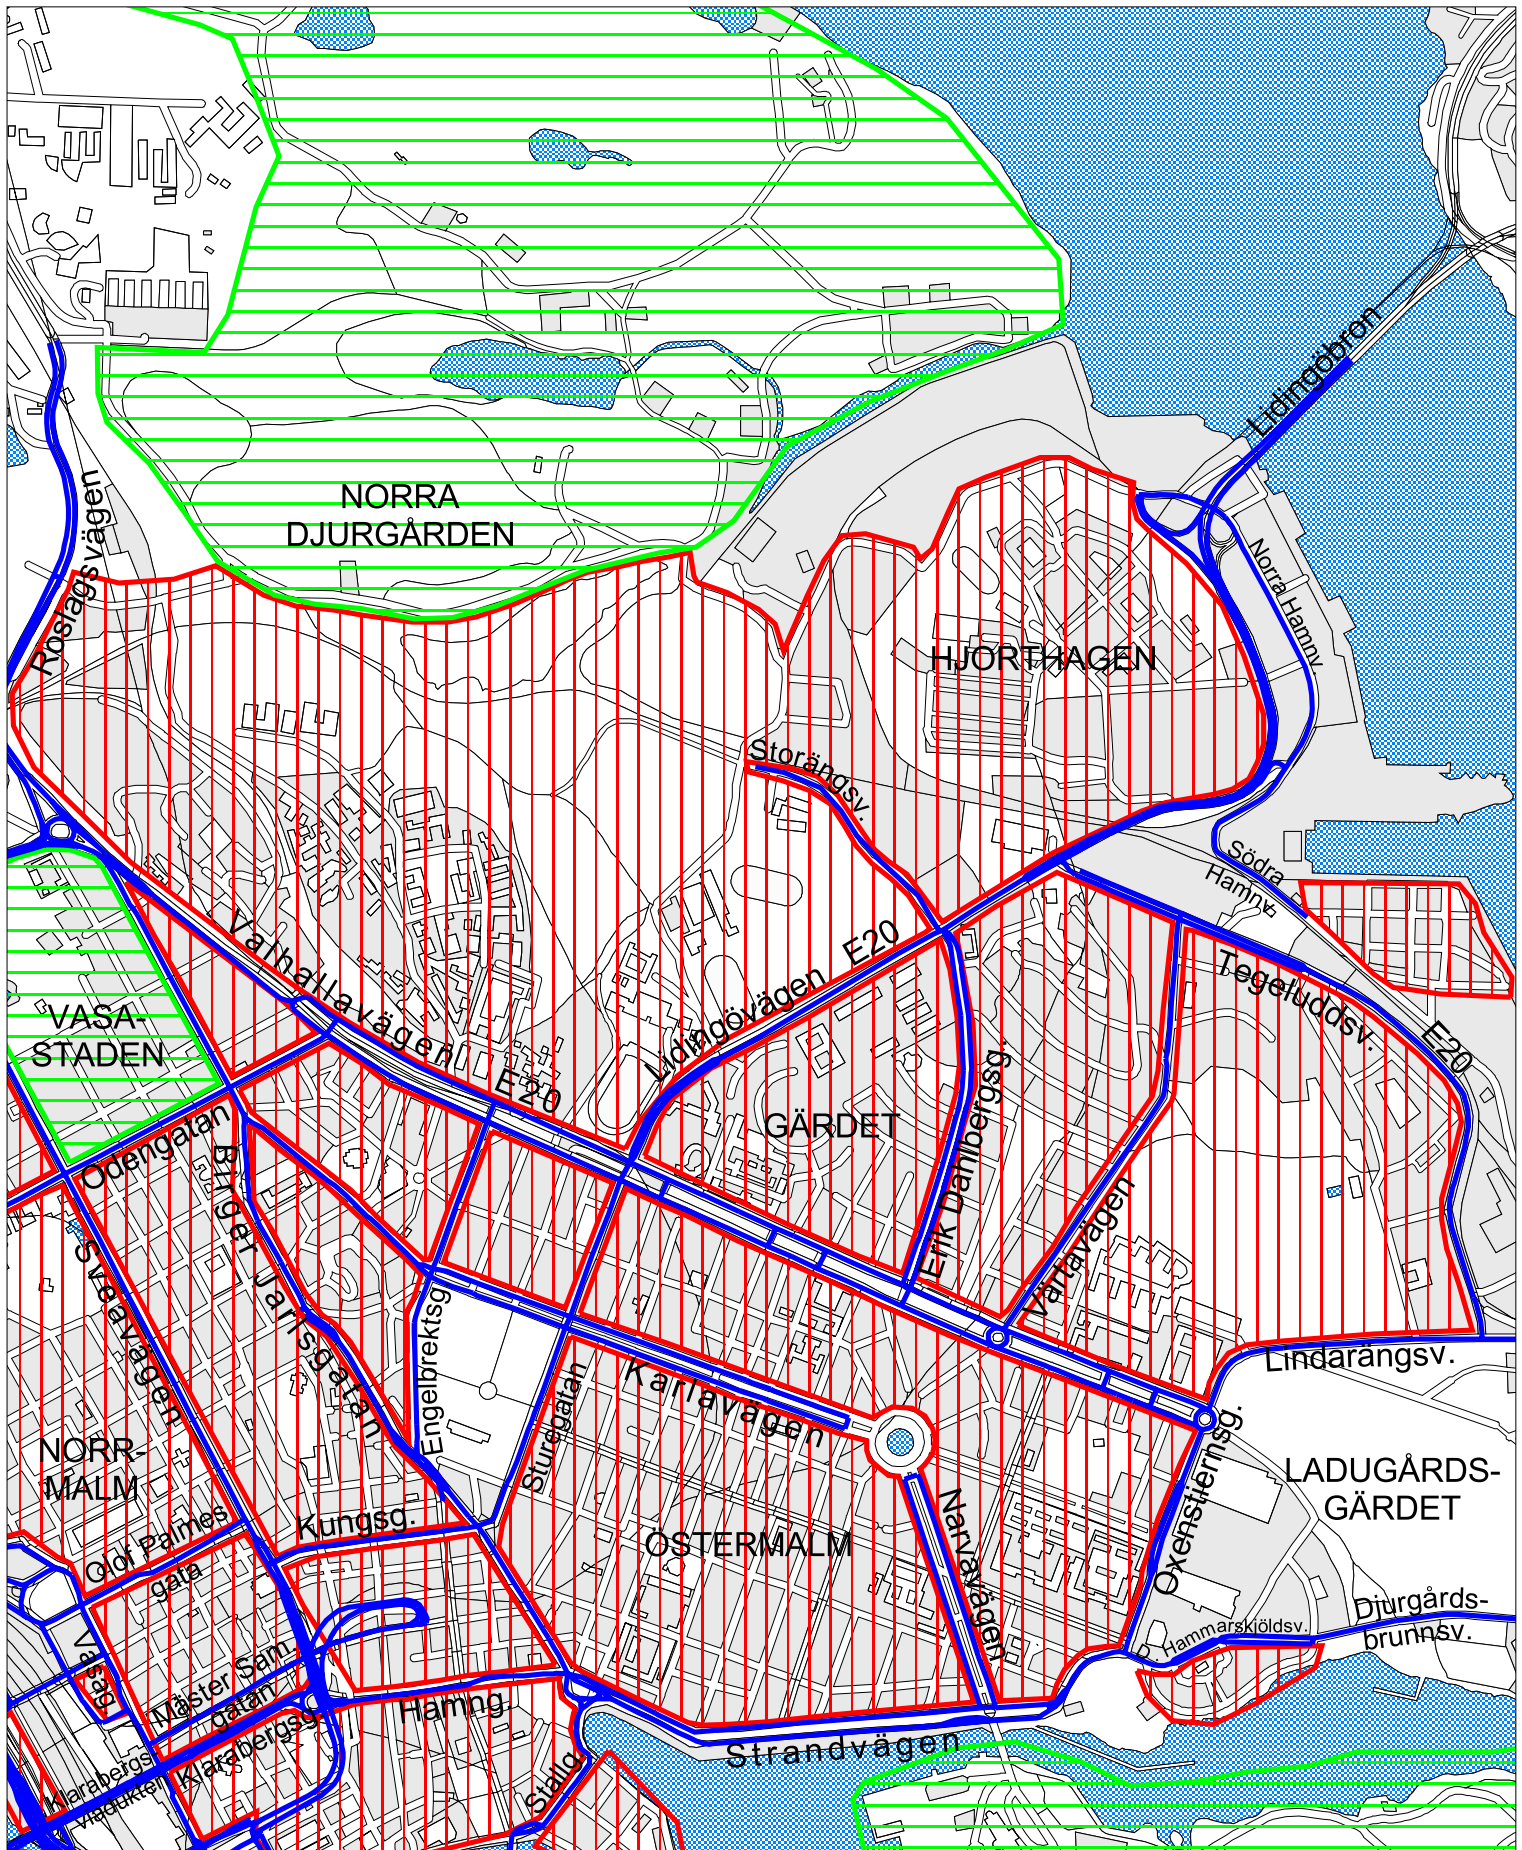 Lidingöbron
NORRA
DJURGÅRDEN
Roslagsvägen
Norra Hamnv.
HJORTHAGEN
Storängsv.
Södra
Hamnv.
Valhallavägen
E20
Lidingövägen
E20
Tegeluddsv.
E20
VASA-
STADEN
Odengatan
GÄRDET
Erik Dahlbergsg.
Värtavägen
Birger Jarlsgatan
Sveavägen
Engelbrektsg.
Sturegatan
Karlavägen
Lindarängsv.
Oxenstiernsg.
LADUGÅRDS-
GÄRDET
NORR-
MALM
Olof Palmes
gata
Kungsg.
ÖSTERMALM
Narvavägen
D. Hammarskjöldsv.
Djurgårds-
brunnsv.
Vasag.
Mäster Sam.
gatan
Hamng.
Klarabergsg.
Klarabergs-
viadukten
Strandvägen
Stallg.